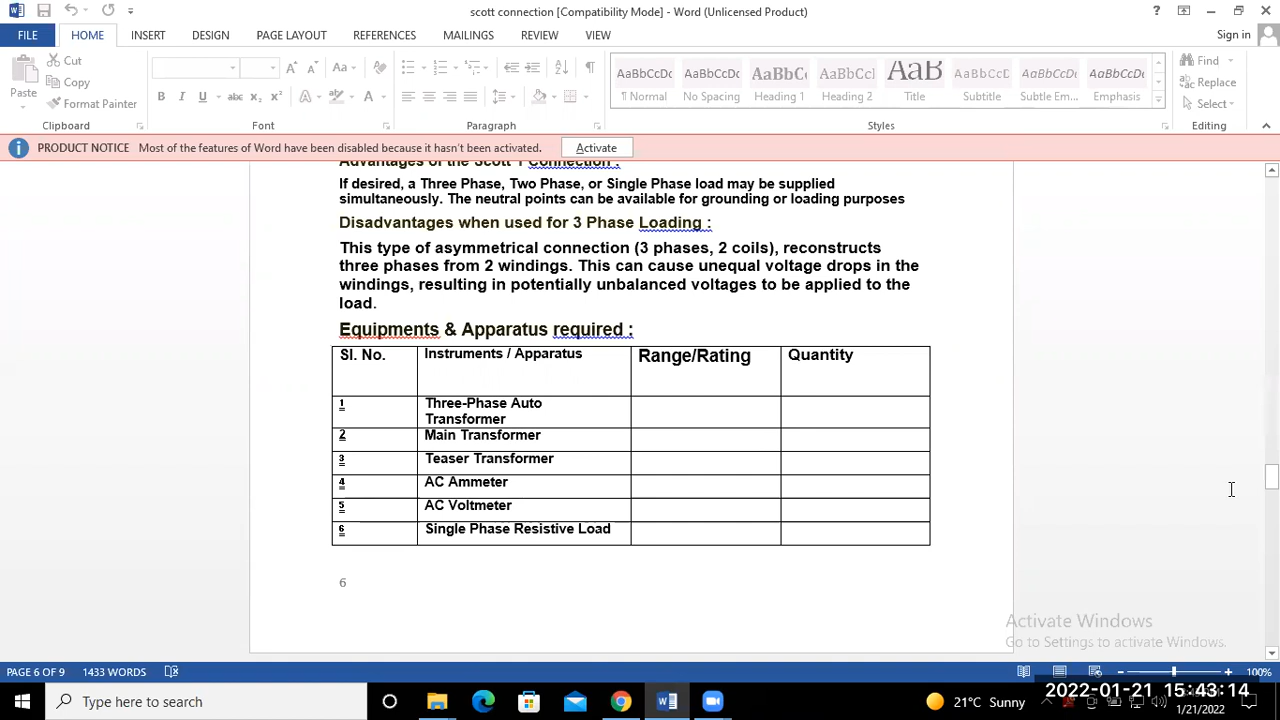 scott connection [Compatibility Mode] - Word (Unlicensed Product)
FILE HOME INSERT DESIGN PAGE LAYOUT REFERENCES MAILINGS REVIEW VIEW Sign in
Cut
Copy
Format Painter
Paste
Clipboard Font Paragraph Styles Editing
AaBbCcDc AaBbCcDc AaBbC AaBbCcl AaB AaBbCcD AaBbCcDc AaBbCcDc
¶ Normal No Spacing Heading 1 Heading 2 Title Subtitle Subtle Em... Emphasis
Find
Replace
Select
PRODUCT NOTICE Most of the features of Word have been disabled because it hasn't been activated. Activate
Advantages of the Scott T Connection :
If desired, a Three Phase, Two Phase, or Single Phase load may be supplied
simultaneously. The neutral points can be available for grounding or loading purposes
Disadvantages when used for 3 Phase Loading :
This type of asymmetrical connection (3 phases, 2 coils), reconstructs
three phases from 2 windings. This can cause unequal voltage drops in the
windings, resulting in potentially unbalanced voltages to be applied to the
load.
Equipments & Apparatus required :
Sl. No. Instruments / Apparatus Range/Rating Quantity
1 Three-Phase Auto
Transformer
2 Main Transformer
3 Teaser Transformer
4 AC Ammeter
5 AC Voltmeter
6 Single Phase Resistive Load
6
Activate Windows
Go to Settings to activate Windows.
PAGE 6 OF 9 1433 WORDS 100%
Type here to search
21°C Sunny
2022-01-21 15:43:14
1/21/2022